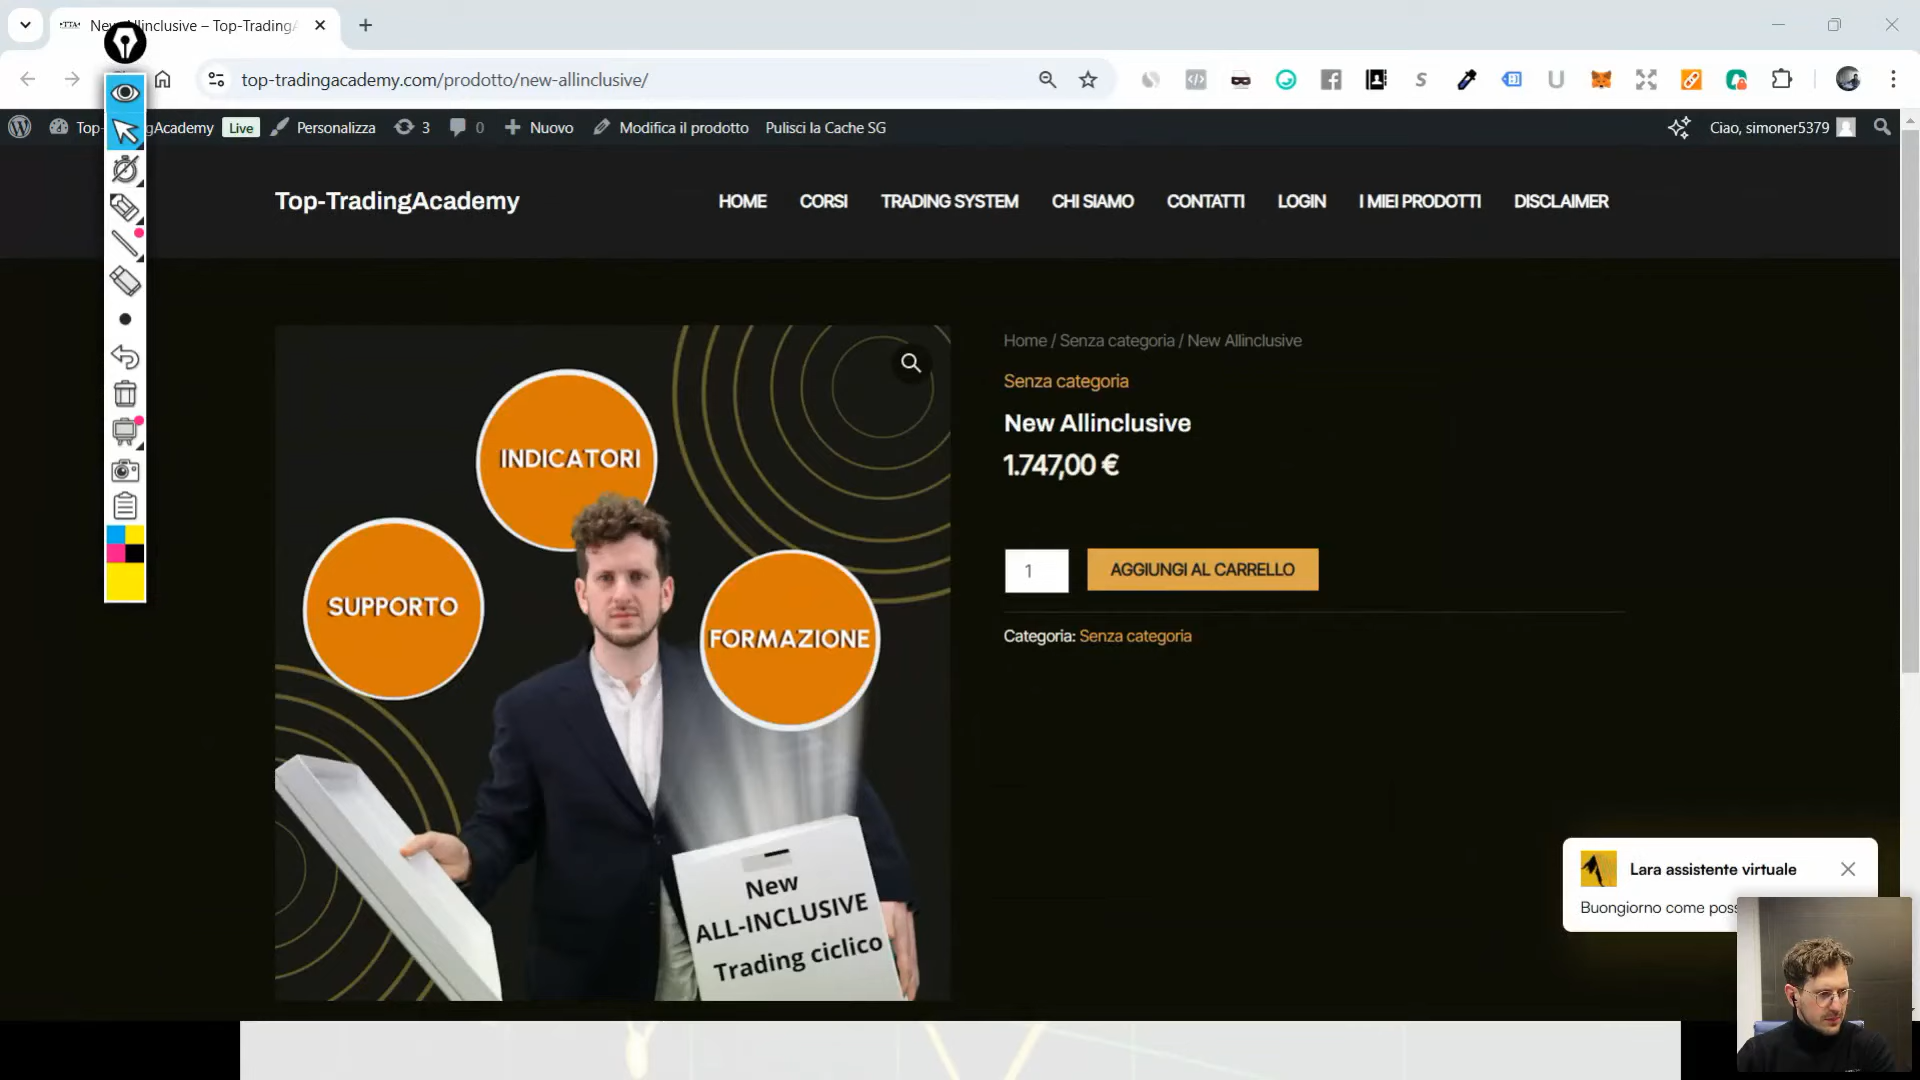 New Allinclusive – Top-Trading
top-tradingacademy.com/prodotto/new-allinclusive/
Live
Personalizza
3
0
Nuovo
Modifica il prodotto
Pulisci la Cache SG
Ciao, simoner5379
Top-TradingAcademy
HOME
CORSI
TRADING SYSTEM
CHI SIAMO
CONTATTI
LOGIN
I MIEI PRODOTTI
DISCLAIMER
INDICATORI
SUPPORTO
FORMAZIONE
New
ALL-INCLUSIVE
Trading ciclico
Home / Senza categoria / New Allinclusive
Senza categoria
New Allinclusive
1.747,00 €
1
AGGIUNGI AL CARRELLO
Categoria: Senza categoria
Lara assistente virtuale
Buongiorno come